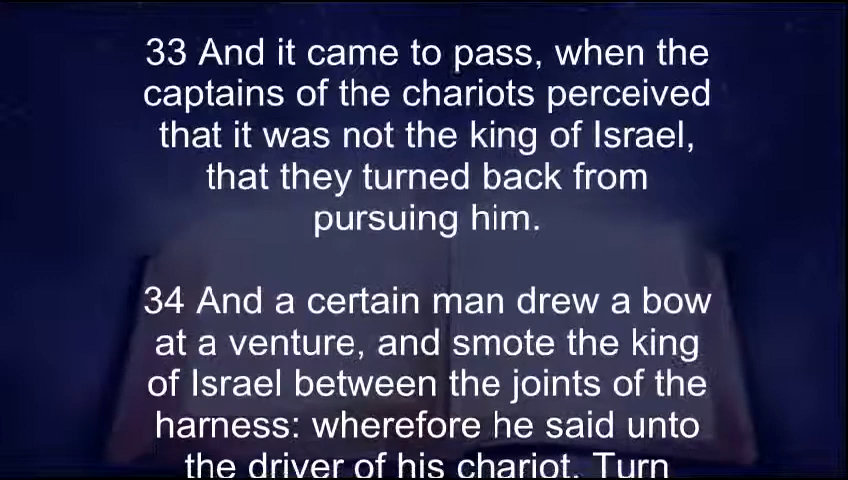 33 And it came to pass, when the
captains of the chariots perceived
that it was not the king of Israel,
that they turned back from
pursuing him.
34 And a certain man drew a bow
at a venture, and smote the king
of Israel between the joints of the
harness: wherefore he said unto
the driver of his chariot, Turn